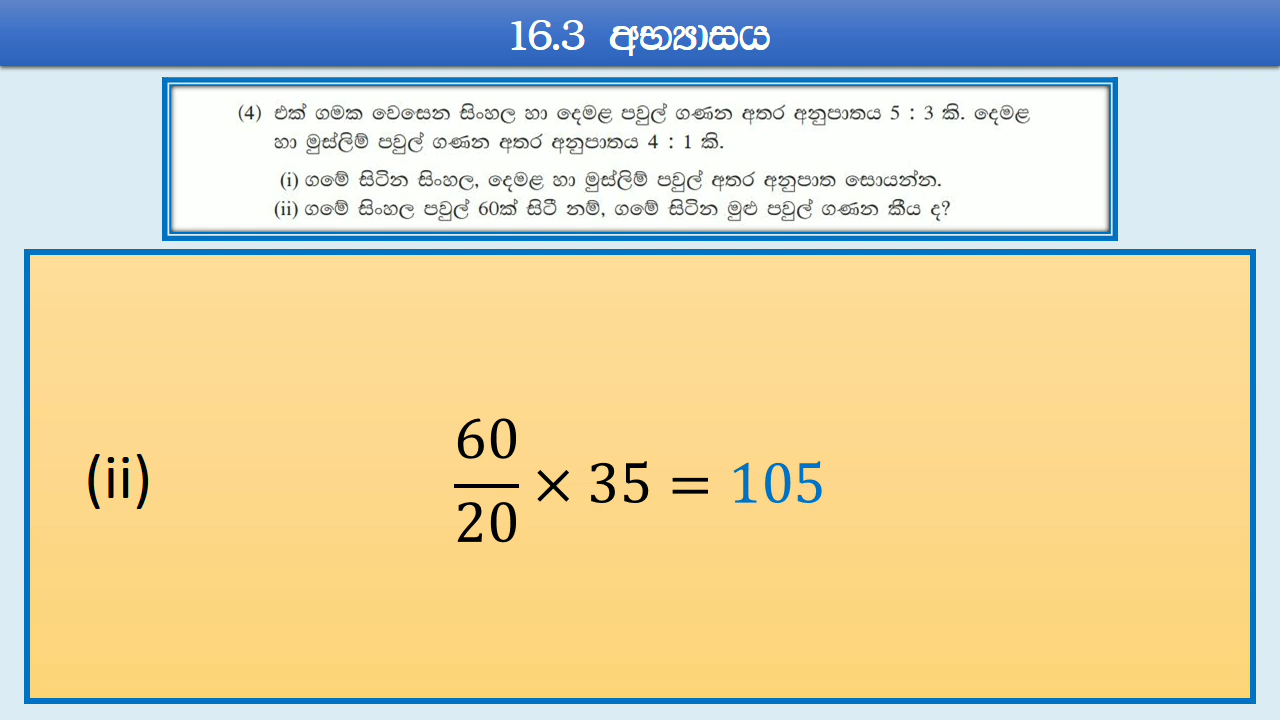 16.3 අභ්‍යාසය
(4) එක් ගමක වෙසෙන සිංහල හා දෙමළ පවුල් ගණන අතර අනුපාතය 5 : 3 කි. දෙමළ
හා මුස්ලිම් පවුල් ගණන අතර අනුපාතය 4 : 1 කි.
(i) ගමේ සිටින සිංහල, දෙමළ හා මුස්ලිම් පවුල් අතර අනුපාත සොයන්න.
(ii) ගමේ සිංහල පවුල් 60ක් සිටී නම්, ගමේ සිටින මුළු පවුල් ගණන කීය ද?
(ii) 60/20 × 35 = 105